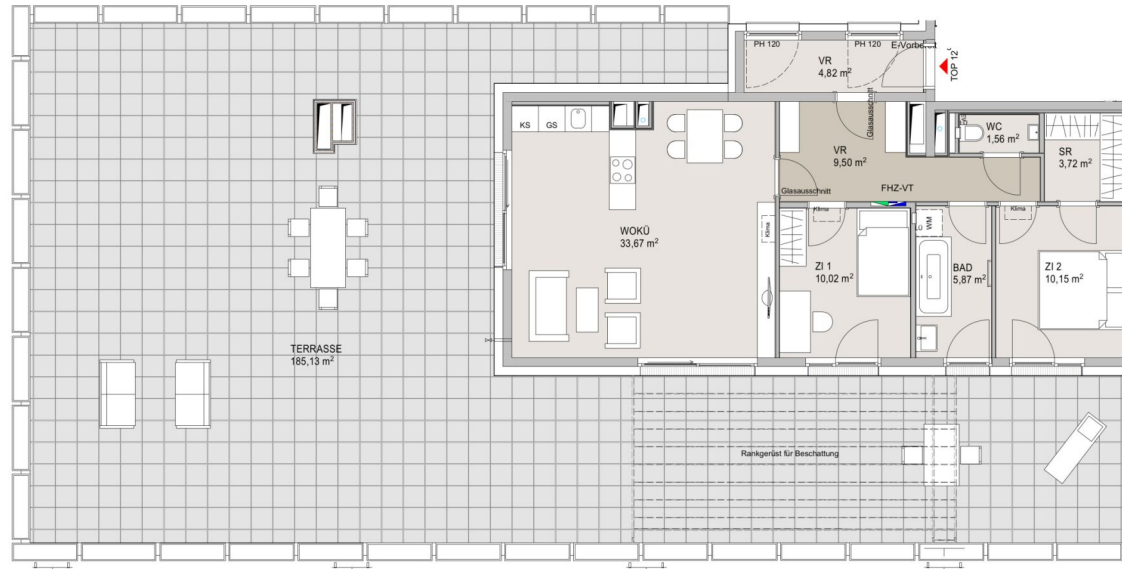 PH 120
PH 120
E-Vorbereit
VR
4,82 m²
TOP 12
KS
GS
Glasausschnitt
VR
9,50 m²
WC
1,56 m²
SR
3,72 m²
Glasausschnitt
FHZ-VT
WOKÜ
33,67 m²
Klima
Klima
WM
Klima
ZI 1
10,02 m²
BAD
5,87 m²
ZI 2
10,15 m²
TERRASSE
185,13 m²
Rankgerüst für Beschattung